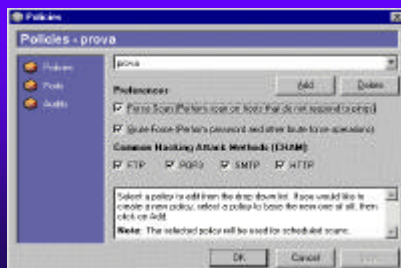 Policies
Policies - prova
Policies
Ports
Audits
prova
Preferences
Add
Delete
Force Scan (Perform scan on hosts that do not respond to pings)
Brute Force (Perform password and other brute force operations)
Common Hacking Attack Methods (CHAM)
FTP
POP3
SMTP
HTTP
Select a policy to edit from the drop down list. If you would like to
create a new policy, select a policy to base the new one of all, then
click on Add.
Note: The selected policy will be used for scheduled scans.
OK
Cancel